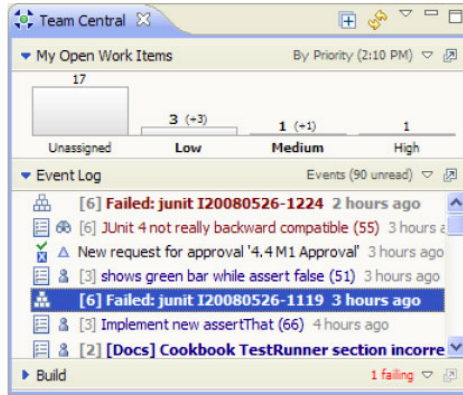 Team Central
My Open Work Items By Priority (2:10 PM)
17
3 (+3)
1 (+1)
1
Unassigned Low Medium High
Event Log Events (90 unread)
[6] Failed: junit I20080526-1224 2 hours ago
[6] JUnit 4 not really backward compatible (55) 3 hours a
New request for approval '4.4 M1 Approval' 3 hours ago
[3] shows green bar while assert false (51) 3 hours ago
[6] Failed: junit I20080526-1119 3 hours ago
[3] Implement new assertThat (66) 4 hours ago
[2] [Docs] Cookbook TestRunner section incorre
Build 1 failing